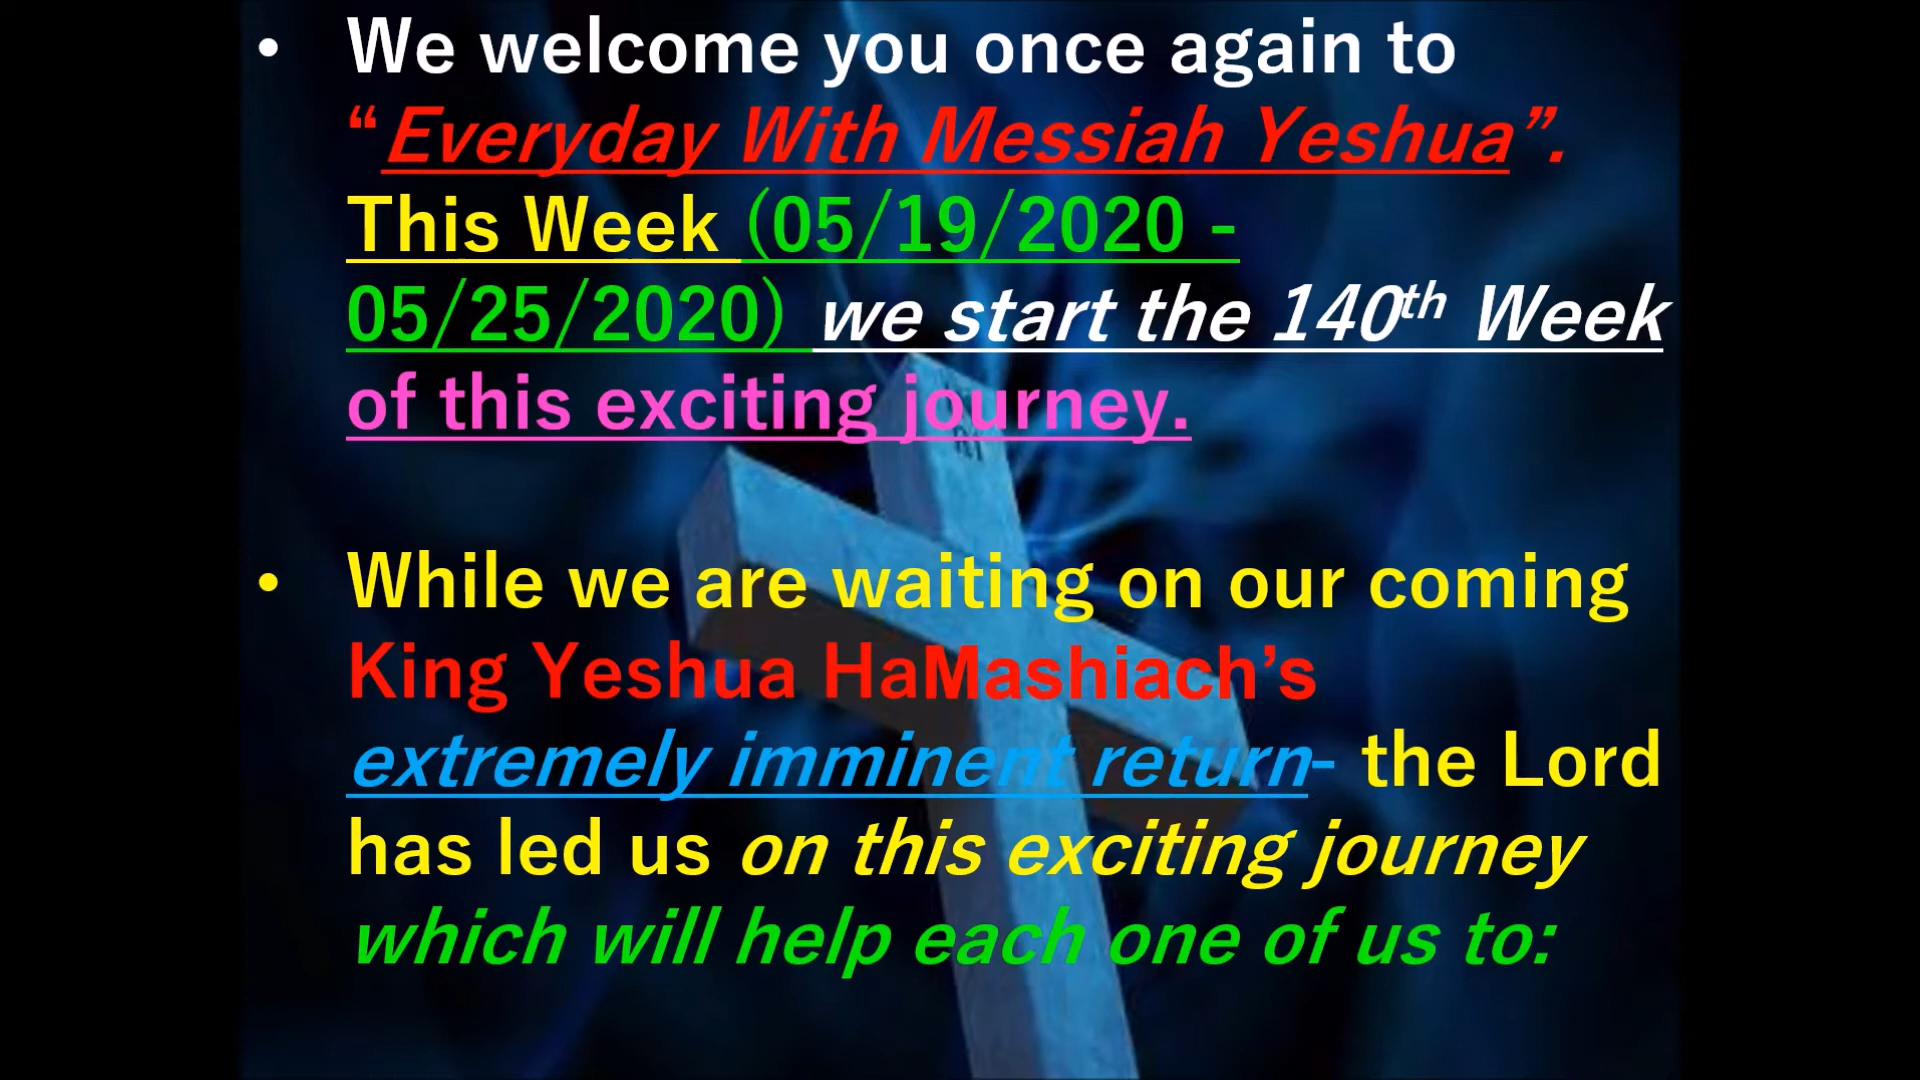 • We welcome you once again to
“Everyday With Messiah Yeshua”.
This Week (05/19/2020 -
05/25/2020) we start the 140th Week
of this exciting journey.
• While we are waiting on our coming
King Yeshua HaMashiach’s
extremely imminent return- the Lord
has led us on this exciting journey
which will help each one of us to: